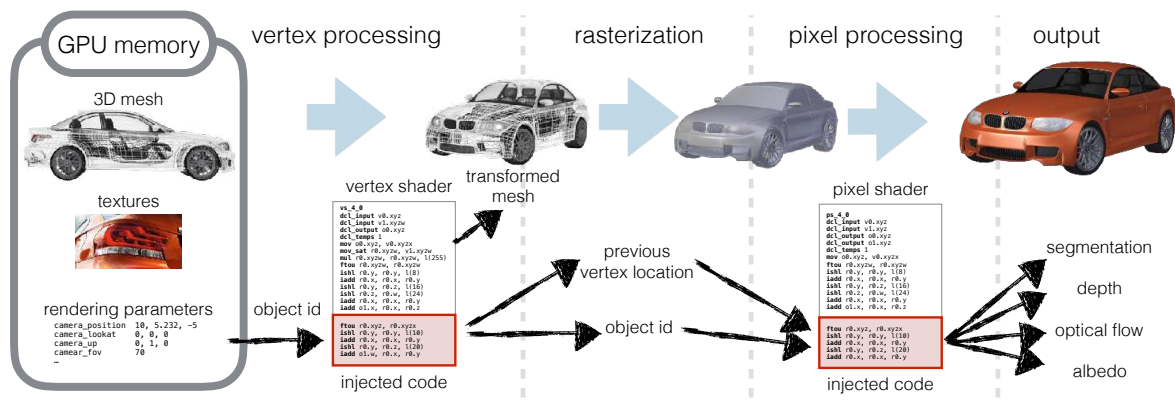 GPU memory
vertex processing
rasterization
pixel processing
output
3D mesh
textures
rendering parameters
camera_position 10, 5.232, -5
camera_lookat 0, 0, 0
camera_up 0, 1, 0
camear_fov 70
…
object id
vertex shader
vs_4_0
dcl_input v0.xyz
dcl_input v1.xyzw
dcl_output o0.xyz
dcl_temps 1
mov o0.xyz, v0.xyzx
mov_sat r0.xyzw, v1.xyzw
mul r0.xyzw, r0.xyzw, l(255)
ftou r0.xyzw, r0.xyzw
ishl r0.y, r0.y, l(8)
iadd r0.x, r0.x, r0.y
ishl r0.y, r0.z, l(16)
ishl r0.z, r0.w, l(24)
iadd r0.x, r0.x, r0.y
iadd o1.x, r0.x, r0.z
ftou r0.xyz, r0.xyzx
ishl r0.y, r0.y, l(10)
iadd r0.x, r0.x, r0.y
ishl r0.y, r0.z, l(20)
iadd o1.w, r0.x, r0.y
injected code
transformed
mesh
previous
vertex location
object id
pixel shader
ps_4_0
dcl_input v0.xyz
dcl_input v1.xyz
dcl_output o0.xyz
dcl_output o1.xyz
dcl_temps 1
mov o0.xyz, v0.xyzx
ftou r0.xyzw, r0.xyzw
ishl r0.y, r0.y, l(8)
iadd r0.x, r0.x, r0.y
ishl r0.y, r0.z, l(16)
ishl r0.z, r0.w, l(24)
iadd r0.x, r0.x, r0.y
iadd o1.x, r0.x, r0.z
ftou r0.xyz, r0.xyzx
ishl r0.y, r0.y, l(10)
iadd r0.x, r0.x, r0.y
ishl r0.y, r0.z, l(20)
iadd r0.x, r0.x, r0.y
injected code
segmentation
depth
optical flow
albedo